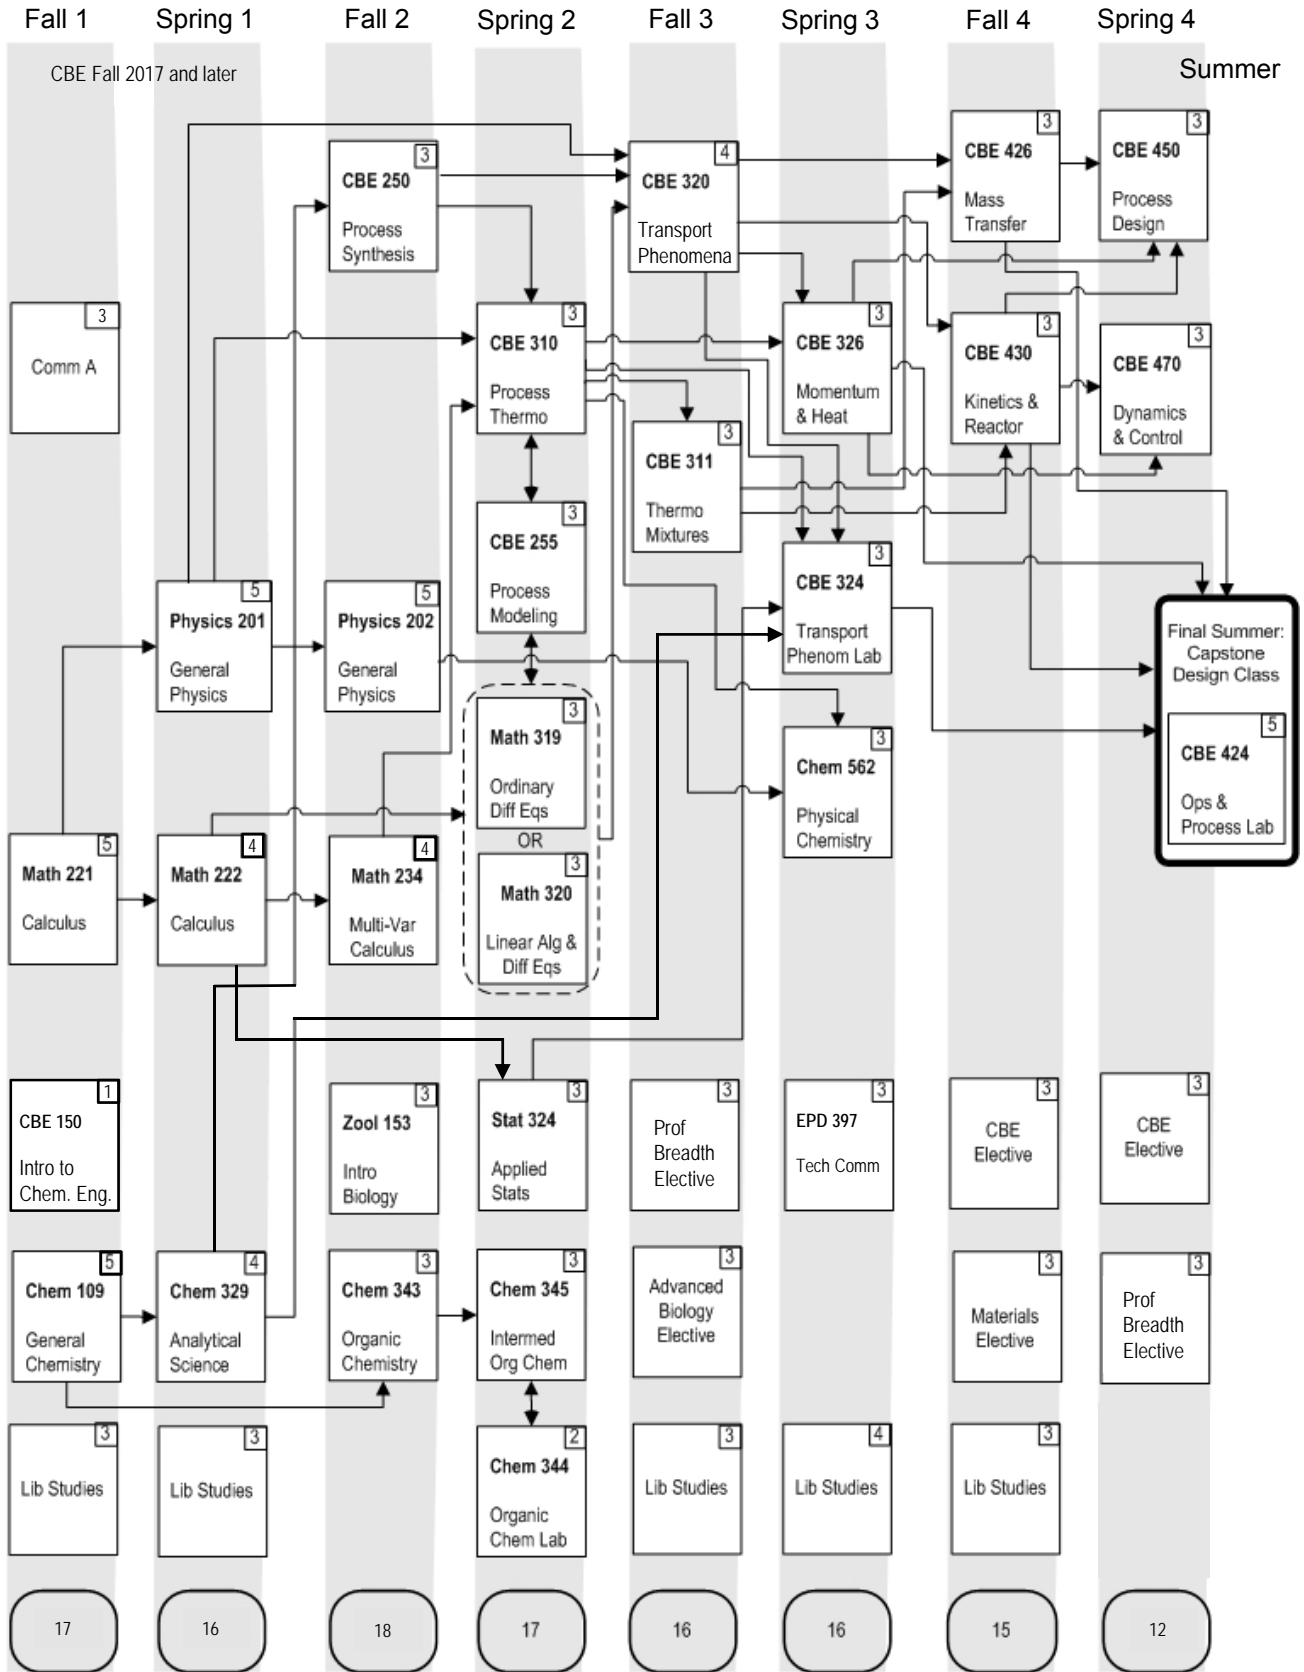 Fall 1
Spring 1
Fall 2
Spring 2
Fall 3
Spring 3
Fall 4
Spring 4
CBE Fall 2017 and later
Summer
3
Comm A
5
Math 221
Calculus
1
CBE 150
Intro to
Chem. Eng.
5
Chem 109
General
Chemistry
3
Lib Studies
17
5
Physics 201
General
Physics
4
Math 222
Calculus
4
Chem 329
Analytical
Science
3
Lib Studies
16
3
CBE 250
Process
Synthesis
5
Physics 202
General
Physics
4
Math 234
Multi-Var
Calculus
3
Zool 153
Intro
Biology
3
Chem 343
Organic
Chemistry
18
3
CBE 310
Process
Thermo
3
CBE 255
Process
Modeling
3
Math 319
Ordinary
Diff Eqs
OR
3
Math 320
Linear Alg &
Diff Eqs
3
Stat 324
Applied
Stats
3
Chem 345
Intermed
Org Chem
2
Chem 344
Organic
Chem Lab
17
4
CBE 320
Transport
Phenomena
3
CBE 311
Thermo
Mixtures
3
Prof
Breadth
Elective
3
Advanced
Biology
Elective
3
Lib Studies
16
3
CBE 326
Momentum
& Heat
3
CBE 324
Transport
Phenom Lab
3
Chem 562
Physical
Chemistry
3
EPD 397
Tech Comm
4
Lib Studies
16
3
CBE 426
Mass
Transfer
3
CBE 430
Kinetics &
Reactor
3
CBE
Elective
3
Materials
Elective
3
Lib Studies
15
3
CBE 450
Process
Design
3
CBE 470
Dynamics
& Control
Final Summer:
Capstone
Design Class
5
CBE 424
Ops &
Process Lab
3
CBE
Elective
3
Prof
Breadth
Elective
12